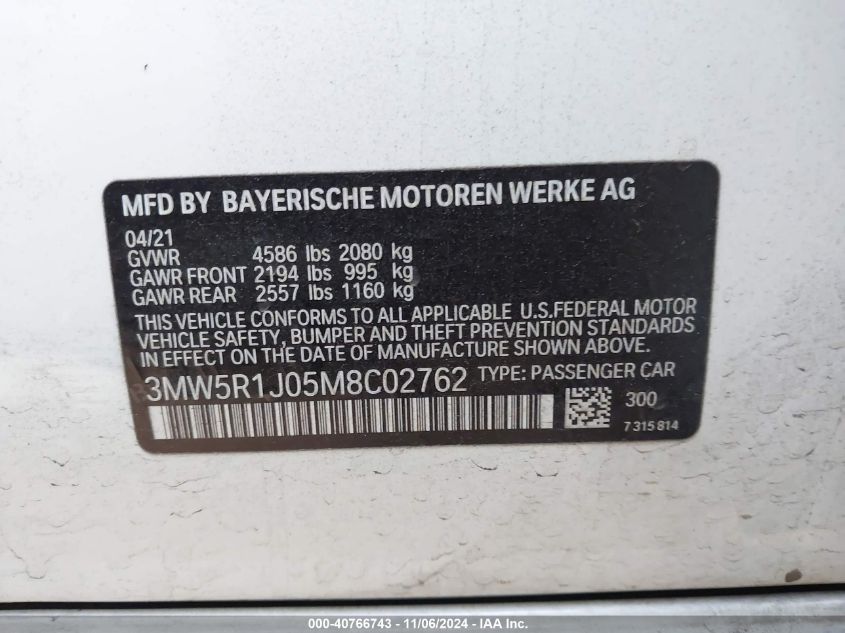 MFD BY BAYERISCHE MOTOREN WERKE AG
04/21
GVWR 4586 lbs 2080 kg
GAWR FRONT 2194 lbs 995 kg
GAWR REAR 2557 lbs 1160 kg
THIS VEHICLE CONFORMS TO ALL APPLICABLE U.S.FEDERAL MOTOR
VEHICLE SAFETY, BUMPER AND THEFT PREVENTION STANDARDS
IN EFFECT ON THE DATE OF MANUFACTURE SHOWN ABOVE.
3MW5R1J05M8C02762 TYPE: PASSENGER CAR
300
7 315 814
000-40766743 - 11/06/2024 - IAA Inc.